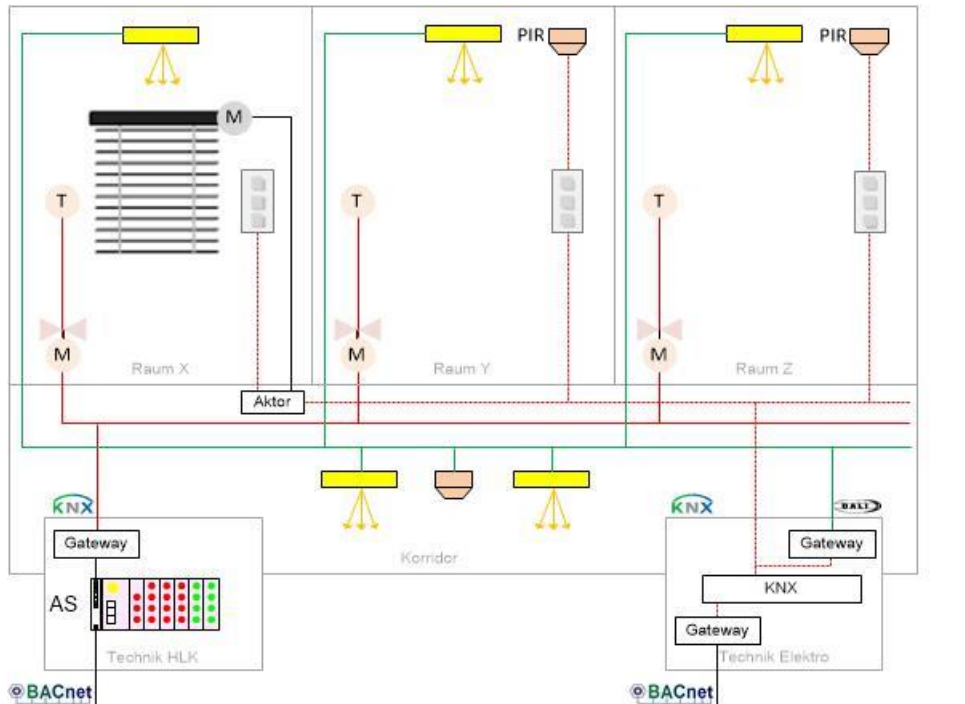 PIR
PIR
M
T
T
T
M
M
M
Raum X
Raum Y
Raum Z
Aktor
KNX
KNX
DALI
Gateway
Gateway
Korridor
AS
KNX
Gateway
Technik HLK
Technik Elektro
BACnet
BACnet